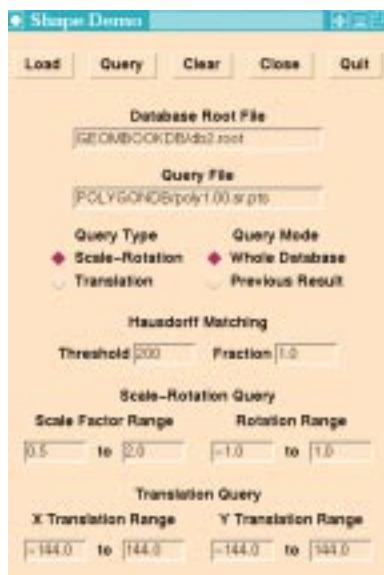 Shape Demo
Load Query Clear Close Quit
Database Root File
GEOMBOOKDB/db2.root
Query File
POLYGONDB/poly1.00.sr.pts
Query Type Query Mode
Scale-Rotation Whole Database
Translation Previous Result
Hausdorff Matching
Threshold 200 Fraction 1.0
Scale-Rotation Query
Scale Factor Range Rotation Range
0.5 to 2.0 -1.0 to 1.0
Translation Query
X Translation Range Y Translation Range
-144.0 to 144.0 -144.0 to 144.0